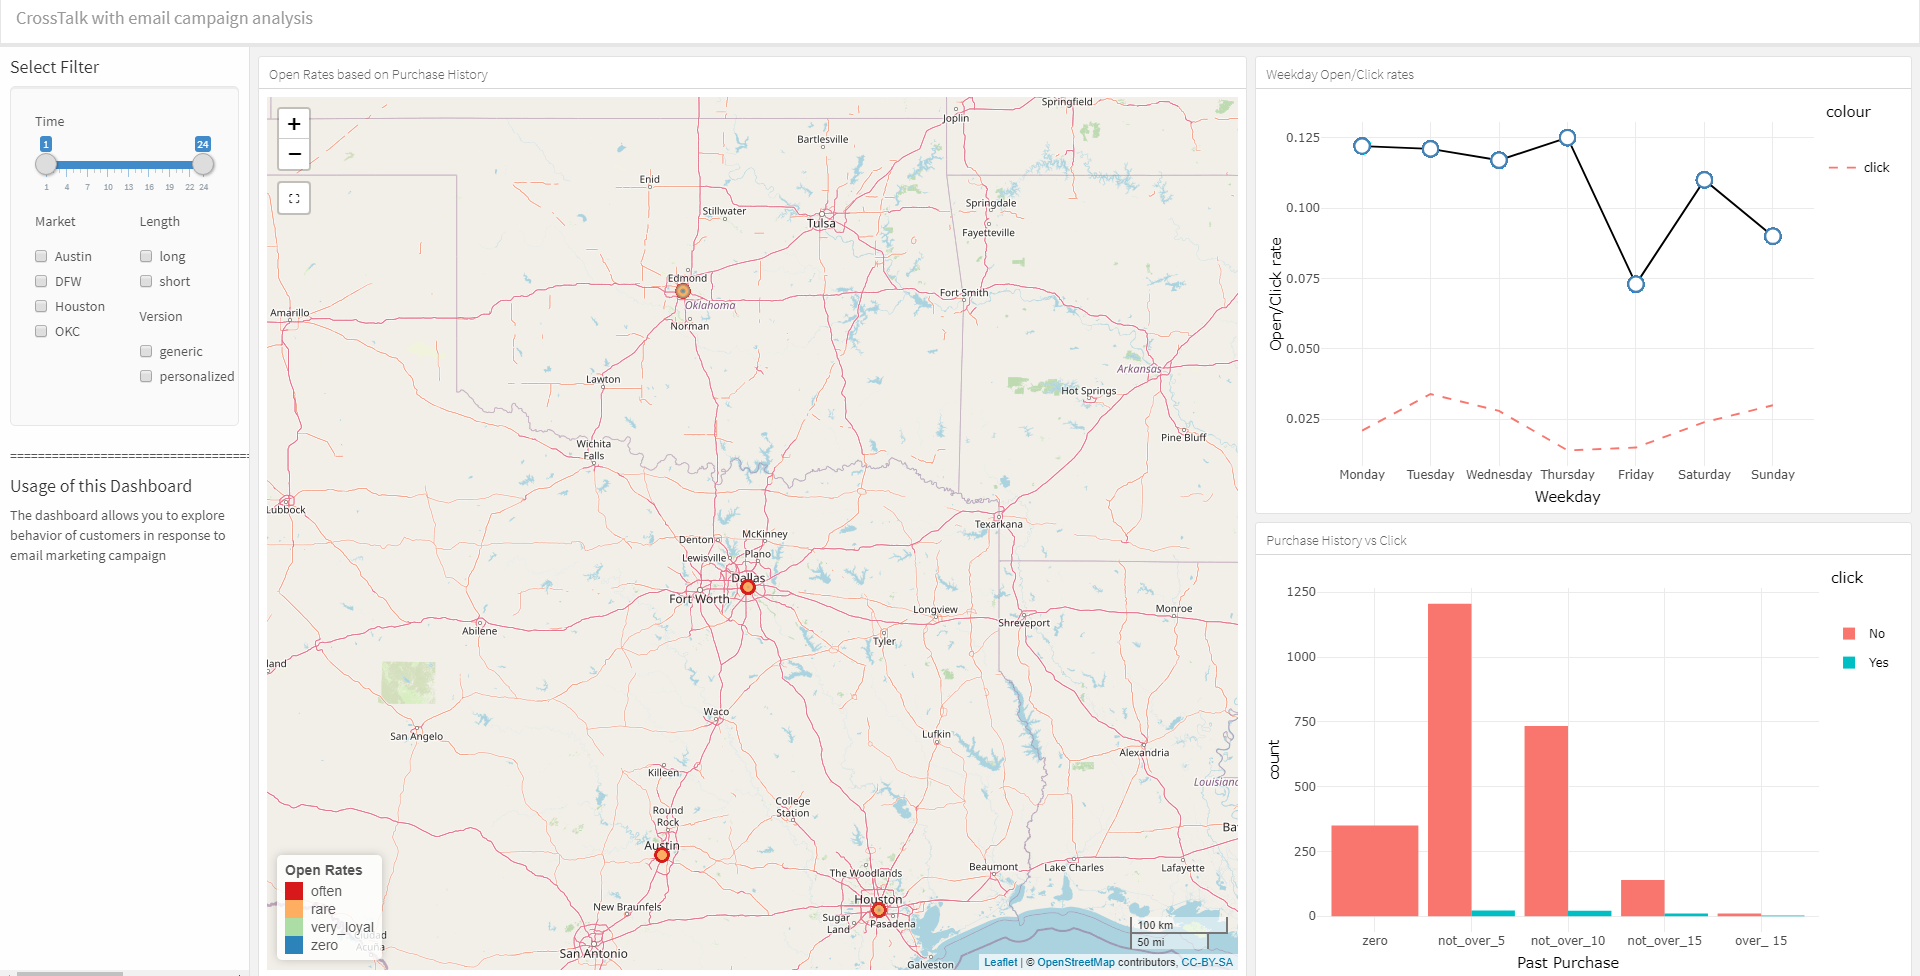 CrossTalk with email campaign analysis
Select Filter
Time
1
24
1 4 7 10 13 16 19 22 24
Market
Austin
DFW
Houston
OKC
Length
long
short
Version
generic
personalized
Usage of this Dashboard
The dashboard allows you to explore
behavior of customers in response to
email marketing campaign
Open Rates based on Purchase History
+
−
Springfield
Joplin
Bartlesville
Enid
Stillwater
Tulsa
Springdale
Fayetteville
Edmond
Oklahoma
Norman
Fort Smith
Amarillo
Lawton
Arkansas
Hot Springs
Pine Bluff
Wichita
Falls
Lubbock
Texarkana
Denton
McKinney
Lewisville
Plano
Dallas
Fort Worth
Longview
Monroe
Abilene
Shreveport
Tyler
land
Waco
San Angelo
Lufkin
Alexandria
Killeen
Louisiana
College
Station
Round
Rock
Ba
Austin
Beaumont
Lake Charles
Lafayette
The Woodlands
Houston
New Braunfels
Sugar
Land
Pasadena
San Antonio
Galveston
Open Rates
often
rare
very_loyal
zero
100 km
50 mi
Leaflet | © OpenStreetMap contributors, CC-BY-SA
Weekday Open/Click rates
colour
click
0.125
0.100
0.075
0.050
0.025
Open/Click rate
Monday Tuesday Wednesday Thursday Friday Saturday Sunday
Weekday
Purchase History vs Click
click
No
Yes
1250
1000
750
500
250
0
count
zero not_over_5 not_over_10 not_over_15 over_ 15
Past Purchase